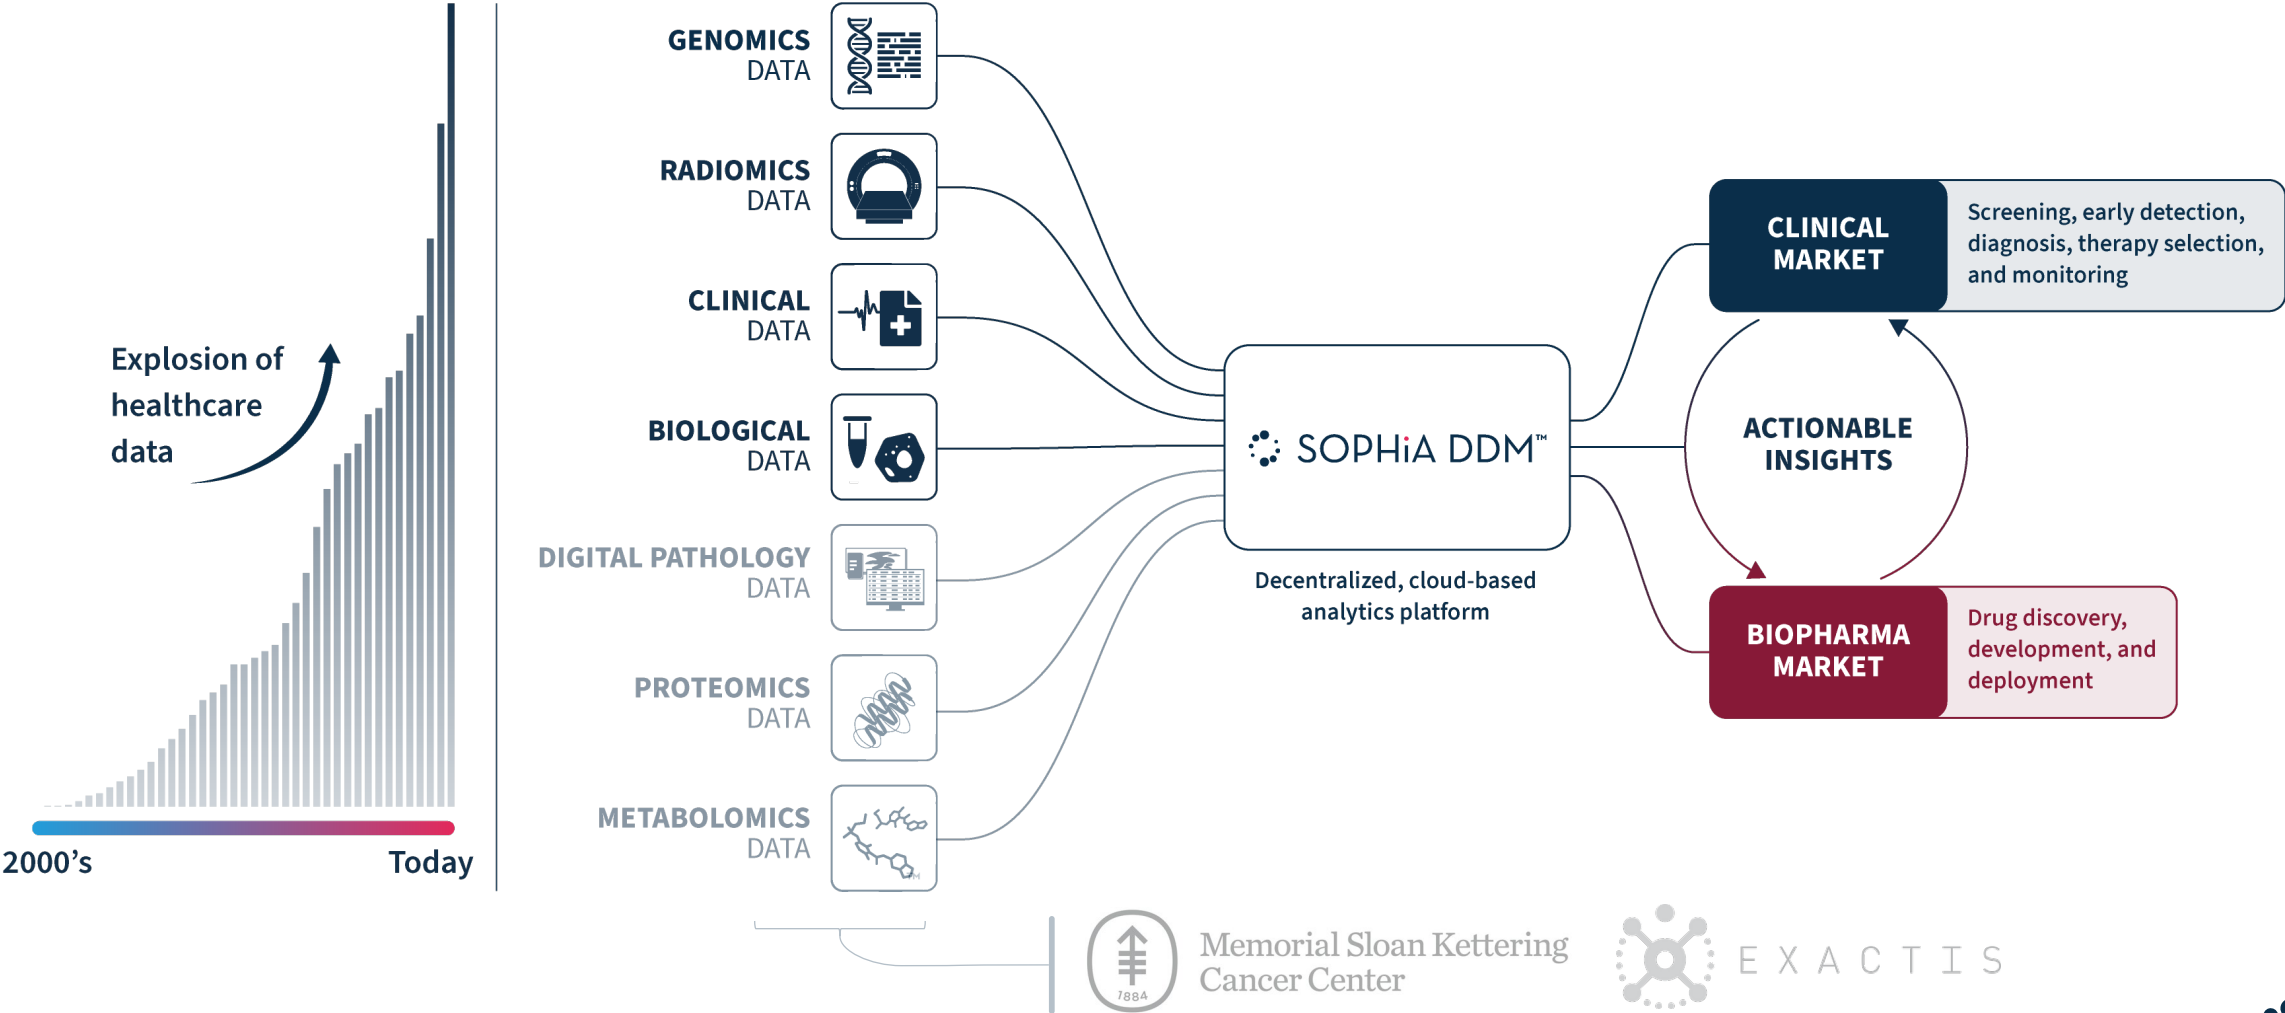 Explosion of
healthcare
data
2000’s
Today
GENOMICS
DATA
RADIOMICS
DATA
CLINICAL
DATA
BIOLOGICAL
DATA
DIGITAL PATHOLOGY
DATA
PROTEOMICS
DATA
METABOLOMICS
DATA
SOPHiA DDM™
Decentralized, cloud-based
analytics platform
CLINICAL
MARKET
Screening, early detection,
diagnosis, therapy selection,
and monitoring
ACTIONABLE
INSIGHTS
BIOPHARMA
MARKET
Drug discovery,
development, and
deployment
1884
Memorial Sloan Kettering
Cancer Center
EXACTIS